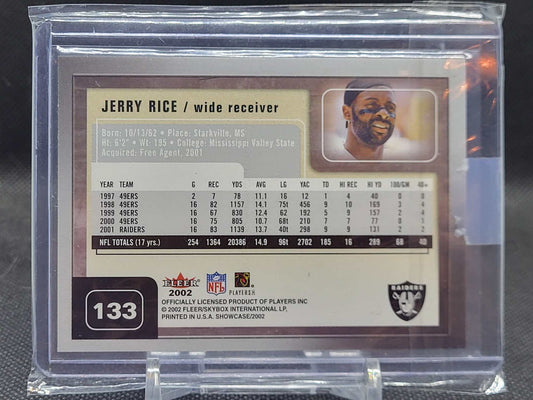 JERRY RICE / wide receiver
Born: 10/13/62 • Place: Starkville, MS
Ht: 6'2" • Wt: 195 • College: Mississippi Valley State
Acquired: Free Agent, 2001
YEAR TEAM G REC YDS AVG LG YAC TD HI REC HI YD 100/GM 40+
1997 49ERS 2 7 78 11.1 16 12 1 4 40 0 0
1998 49ERS 16 82 1157 14.1 75t 456 9 10 169 3 4
1999 49ERS 16 67 830 12.4 62 192 5 9 157 2 4
2000 49ERS 16 75 805 10.7 68t 210 7 7 77 0 1
2001 RAIDERS 16 83 1139 13.7 40t 298 9 9 131 2 2
NFL TOTALS (17 yrs.) 254 1364 20386 14.9 96t 2702 185 16 289 68 40
FLEER
2002
NFL
PLAYERS
RAIDERS
133
OFFICIALLY LICENSED PRODUCT OF PLAYERS INC
© 2002 FLEER/SKYBOX INTERNATIONAL LP,
PRINTED IN U.S.A. SHOWCASE/2002